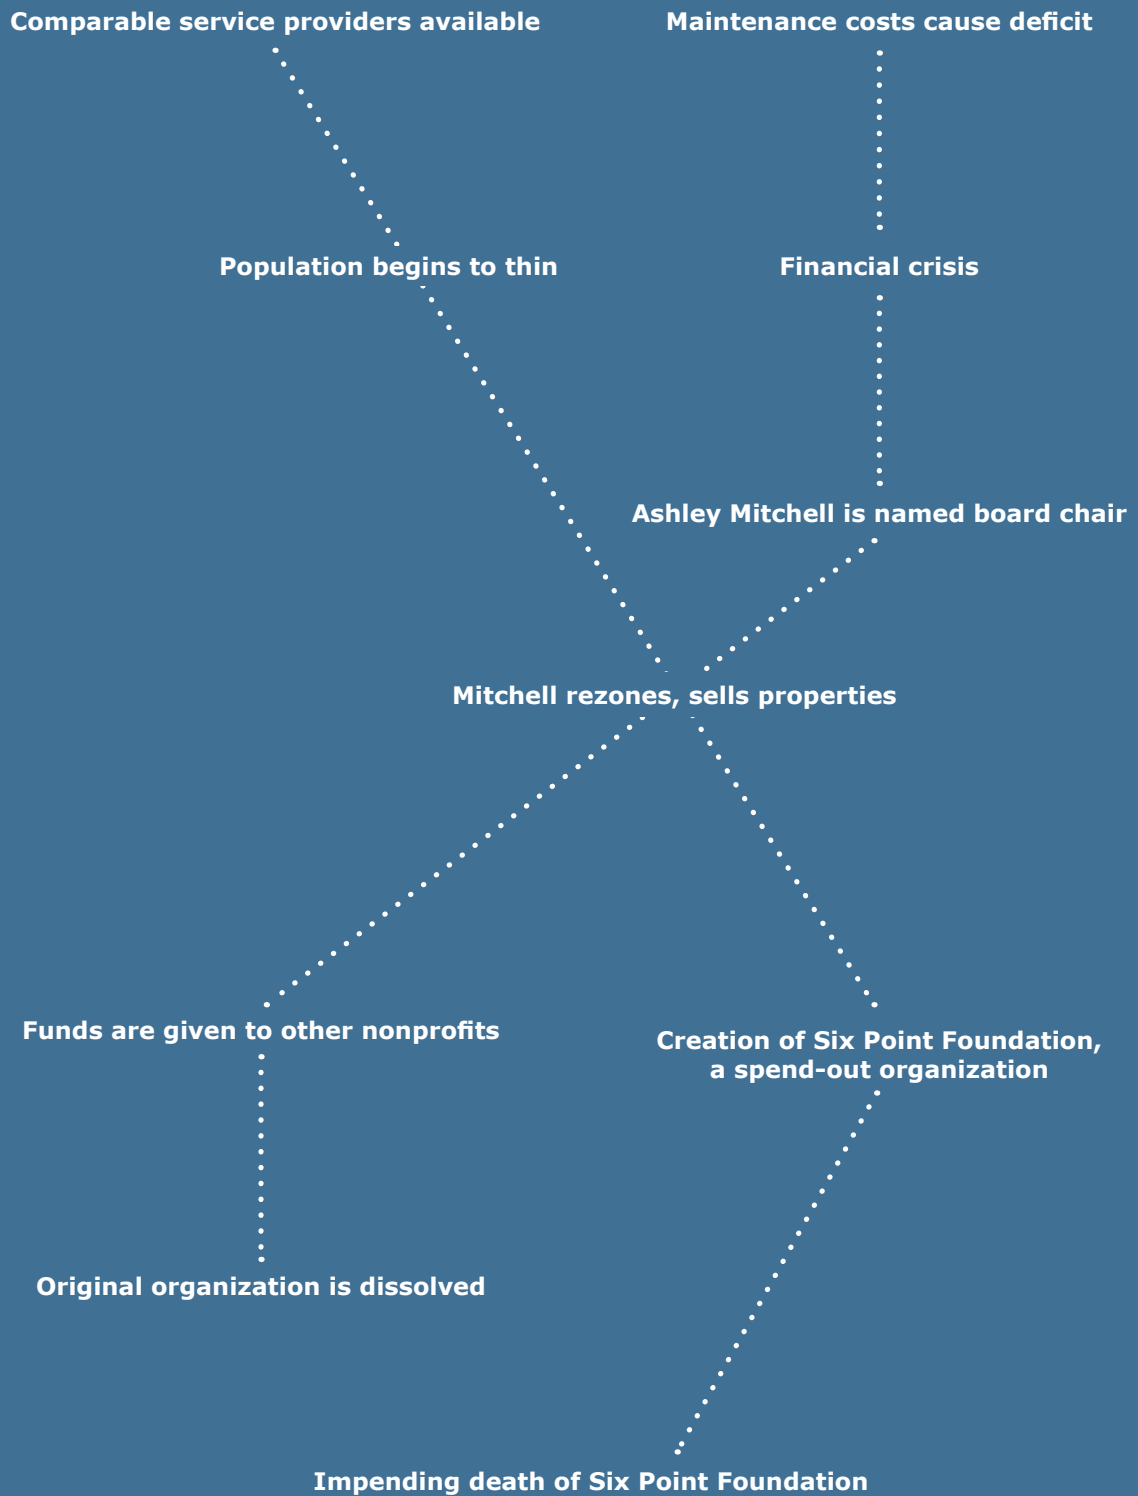 Comparable service providers available
Maintenance costs cause deficit
Population begins to thin
Financial crisis
Ashley Mitchell is named board chair
Mitchell rezones, sells properties
Funds are given to other nonprofits
Creation of Six Point Foundation,
a spend-out organization
Original organization is dissolved
Impending death of Six Point Foundation